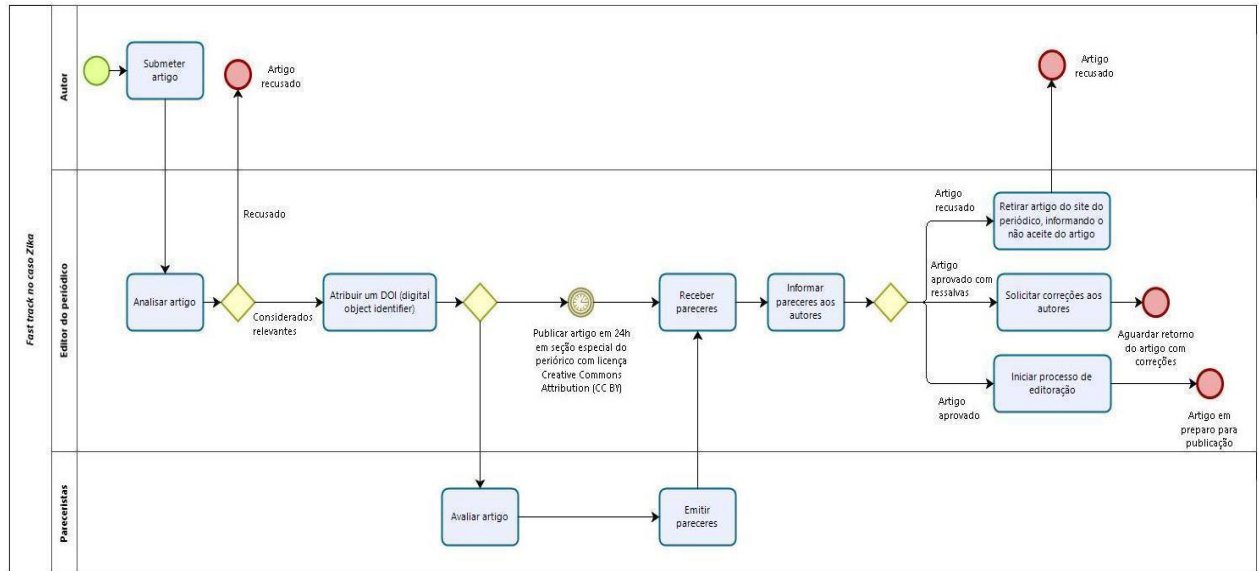 Fast track no caso Zika
Autor
Submeter
artigo
Artigo
recusado
Artigo
recusado
Editor do periódico
Analisar artigo
Recusado
Considerados
relevantes
Atribuir um DOI (digital
object identifier)
Publicar artigo em 24h
em seção especial do
periórico com licença
Creative Commons
Attribution (CC BY)
Receber
pareceres
Informar
pareceres aos
autores
Artigo
recusado
Retirar artigo do site do
periódico, informando o
não aceite do artigo
Artigo
aprovado com
ressalvas
Solicitar correções aos
autores
Aguardar retorno
do artigo com
correções
Artigo
aprovado
Iniciar processo de
editoração
Artigo em
preparo para
publicação
Pareceristas
Avaliar artigo
Emitir
pareceres